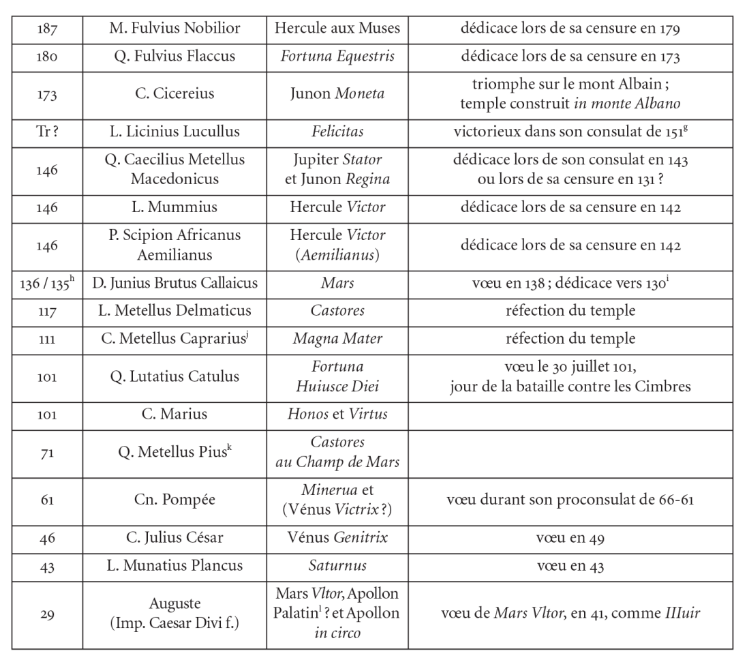 187 M. Fulvius Nobilior Hercule aux Muses dédicace lors de sa censure en 179
180 Q. Fulvius Flaccus Fortuna Equestris dédicace lors de sa censure en 173
173 C. Cicereius Junon Moneta triomphe sur le mont Albain ;
temple construit in monte Albano
Tr ? L. Licinius Lucullus Felicitas victorieux dans son consulat de 151g
146 Q. Caecilius Metellus
Macedonicus Jupiter Stator
et Junon Regina dédicace lors de son consulat en 143
ou lors de sa censure en 131 ?
146 L. Mummius Hercule Victor dédicace lors de sa censure en 142
146 P. Scipion Africanus
Aemilianus Hercule Victor
(Aemilianus) dédicace lors de sa censure en 142
136 / 135h D. Junius Brutus Callaicus Mars vœu en 138 ; dédicace vers 130i
117 L. Metellus Delmaticus Castores réfection du temple
111 C. Metellus Caprariusj Magna Mater réfection du temple
101 Q. Lutatius Catulus Fortuna
Huiusce Diei vœu le 30 juillet 101,
jour de la bataille contre les Cimbres
101 C. Marius Honos et Virtus
71 Q. Metellus Piusk Castores
au Champ de Mars
61 Cn. Pompée Minerua et
(Vénus Victrix ?) vœu durant son proconsulat de 66-61
46 C. Julius César Vénus Genitrix vœu en 49
43 L. Munatius Plancus Saturnus vœu en 43
29 Auguste
(Imp. Caesar Divi f.) Mars Vltor, Apollon
Palatinl ? et Apollon
in circo vœu de Mars Vltor, en 41, comme IIIuir